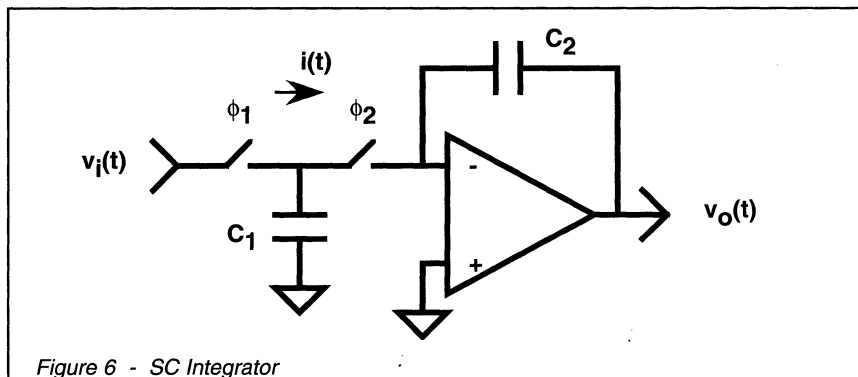 C2
i(t)
ϕ1
ϕ2
vi(t)
-
C1
+
vo(t)
Figure 6 - SC Integrator